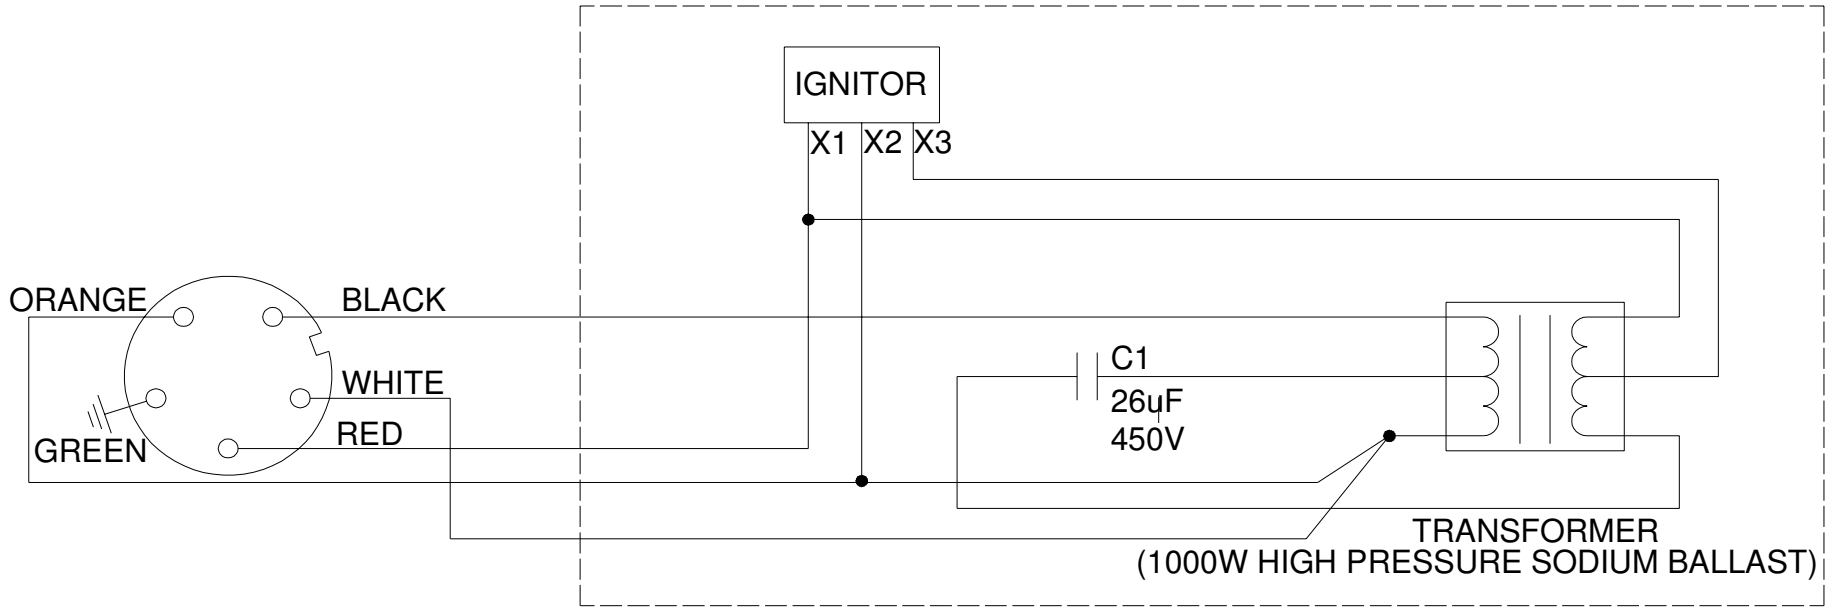 IGNITOR
X1 X2 X3
ORANGE
BLACK
WHITE
RED
GREEN
C1
26uF
450V
TRANSFORMER
(1000W HIGH PRESSURE SODIUM BALLAST)